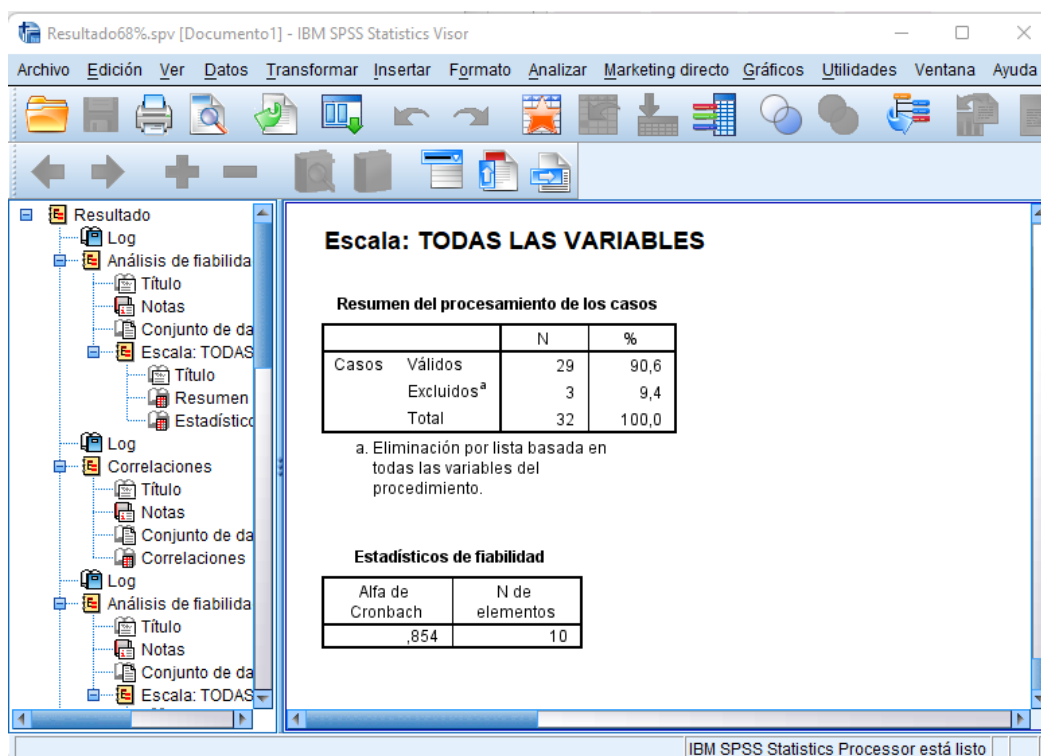 Resultado68%.spv [Documento1] - IBM SPSS Statistics Visor
Archivo Edición Ver Datos Transformar Insertar Formato Analizar Marketing directo Gráficos Utilidades Ventana Ayuda
Resultado
Log
Análisis de fiabilida
Título
Notas
Conjunto de da
Escala: TODAS
Título
Resumen
Estadístico
Log
Correlaciones
Título
Notas
Conjunto de da
Correlaciones
Log
Análisis de fiabilida
Título
Notas
Conjunto de da
Escala: TODAS
Escala: TODAS LAS VARIABLES
Resumen del procesamiento de los casos
N %
Casos Válidos 29 90,6
Excluidosa 3 9,4
Total 32 100,0
a. Eliminación por lista basada en
todas las variables del
procedimiento.
Estadísticos de fiabilidad
Alfa de N de
Cronbach elementos
,854 10
IBM SPSS Statistics Processor está listo